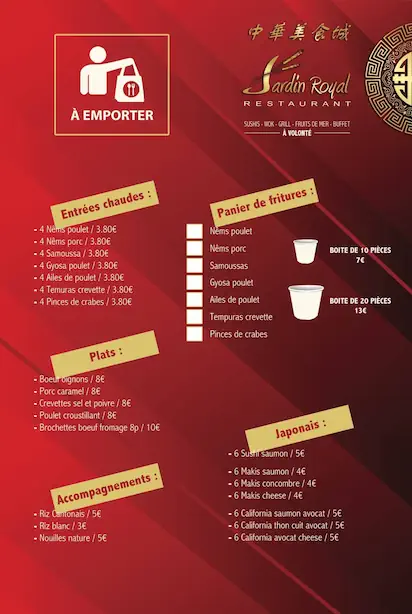 À EMPORTER
中華美食城
Jardin Royal
RESTAURANT
SUSHIS - WOK - GRILL - FRUITS DE MER - BUFFET
À VOLONTÉ
Entrées chaudes :
- 4 Nêms poulet / 3.80€
- 4 Nêms porc / 3.80€
- 4 Samoussa / 3.80€
- 4 Gyosa poulet / 3.80€
- 4 Ailes de poulet / 3.80€
- 4 Temuras crevette / 3.80€
- 4 Pinces de crabes / 3.80€
Panier de fritures :
Nêms poulet
Nêms porc
Samoussas
Gyosa poulet
Ailes de poulet
Tempuras crevette
Pinces de crabes
BOITE DE 10 PIÈCES
7€
BOITE DE 20 PIÈCES
13€
Plats :
- Boeuf oignons / 8€
- Porc caramel / 8€
- Crevettes sel et poivre / 8€
- Poulet croustillant / 8€
- Brochettes boeuf fromage 8p / 10€
Accompagnements :
- Riz Cantonais / 5€
- Riz blanc / 3€
- Nouilles nature / 5€
Japonais :
- 6 Sushi saumon / 5€
- 6 Makis saumon / 4€
- 6 Makis concombre / 4€
- 6 Makis cheese / 4€
- 6 California saumon avocat / 5€
- 6 California thon cuit avocat / 5€
- 6 California avocat cheese / 5€